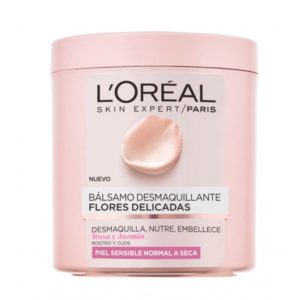 L'ORÉAL
SKIN EXPERT/PARIS
NUEVO
BÁLSAMO DESMAQUILLANTE
FLORES DELICADAS
DESMAQUILLA, NUTRE, EMBELLECE
Rosa y Jazmín
ROSTRO Y OJOS
PIEL SENSIBLE NORMAL A SECA